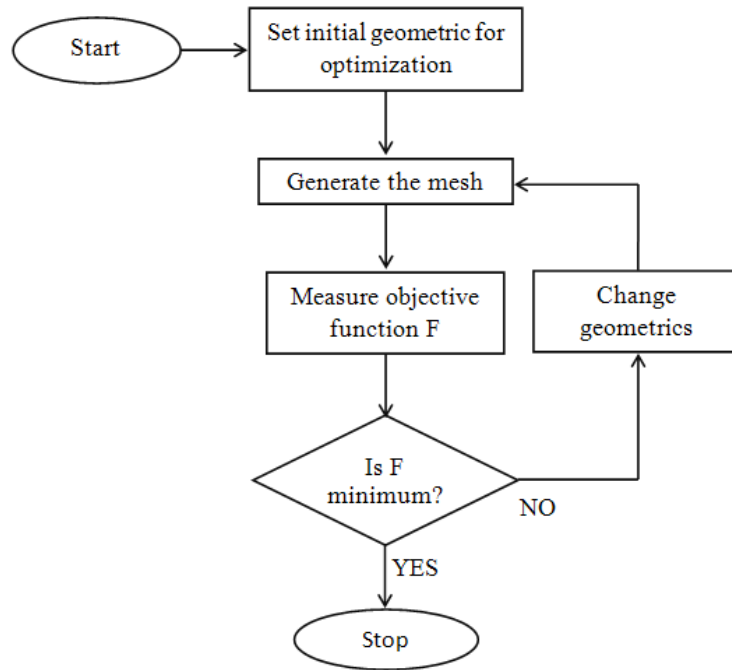 Start
Set initial geometric for
optimization
Generate the mesh
Measure objective
function F
Change
geometrics
Is F
minimum?
NO
YES
Stop